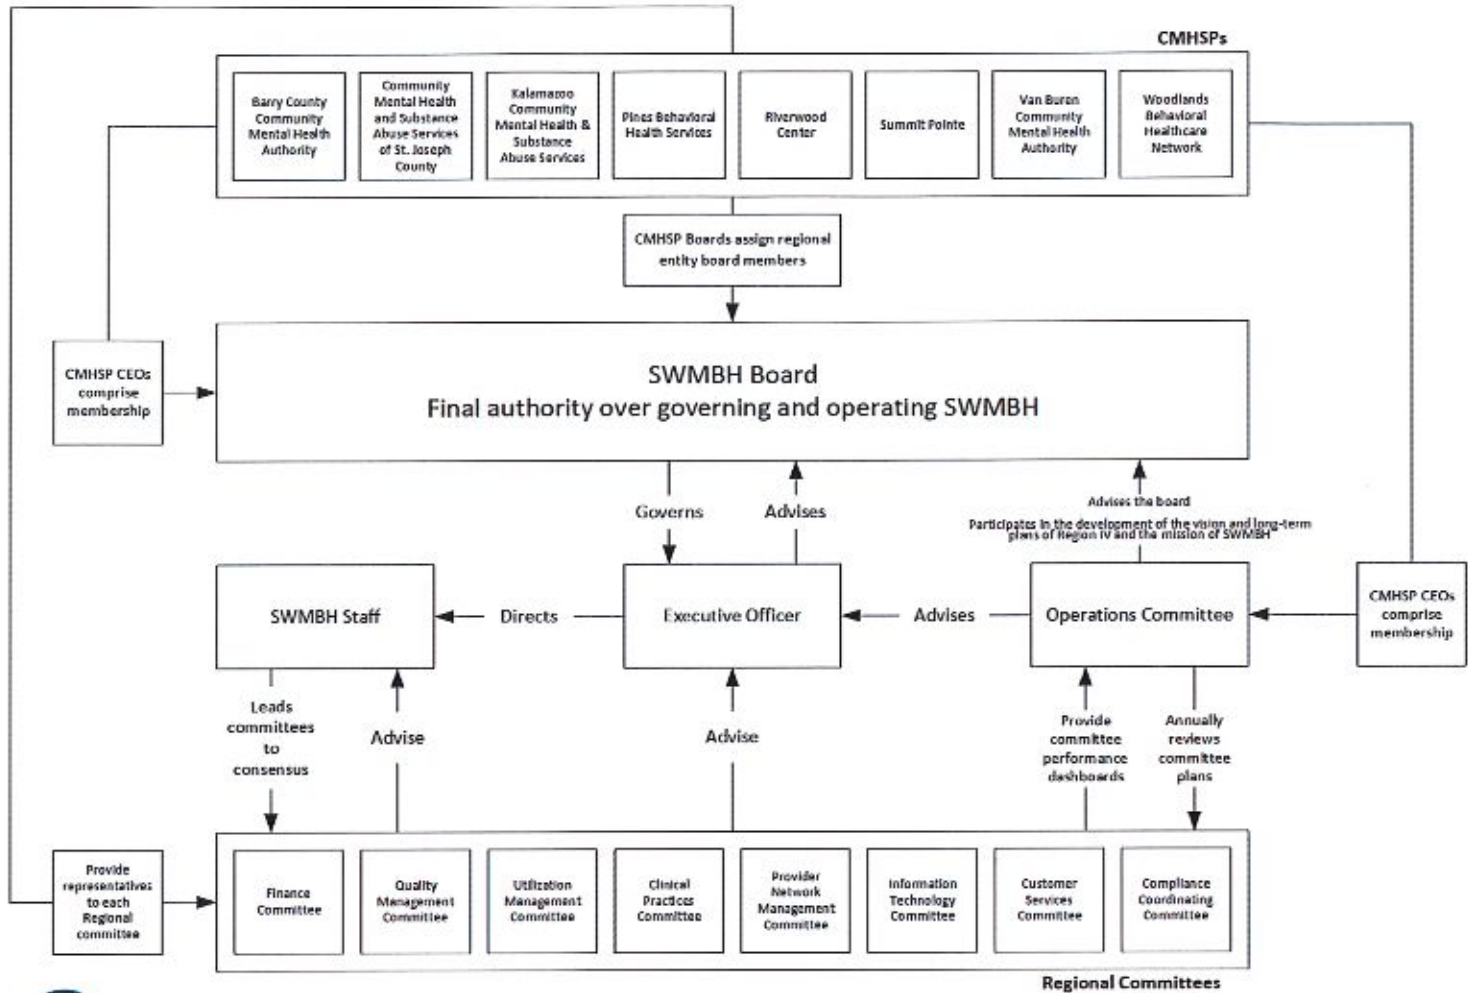 CMHSPs
Barry County
Community
Mental Health
Authority
Community
Mental Health
and Substance
Abuse Services
of St. Joseph
County
Kalamazoo
Community
Mental Health &
Substance
Abuse Services
Pines Behavioral
Health Services
Riverwood
Center
Summit Pointe
Van Buren
Community
Mental Health
Authority
Woodlands
Behavioral
Healthcare
Network
CMHSP Boards assign regional
entity board members
CMHSP CEOs
comprise
membership
SWMBH Board
Final authority over governing and operating SWMBH
Governs
Advises
Advises the board
Participates in the development of the vision and long-term
plans of Region IV and the mission of SWMBH
SWMBH Staff
Directs
Executive Officer
Advises
Operations Committee
CMHSP CEOs
comprise
membership
Leads
committees
to
consensus
Advise
Advise
Provide
committee
performance
dashboards
Annually
reviews
committee
plans
Provide
representatives
to each
Regional
committee
Finance
Committee
Quality
Management
Committee
Utilization
Management
Committee
Clinical
Practices
Committee
Provider
Network
Management
Committee
Information
Technology
Committee
Customer
Services
Committee
Compliance
Coordinating
Committee
Regional Committees